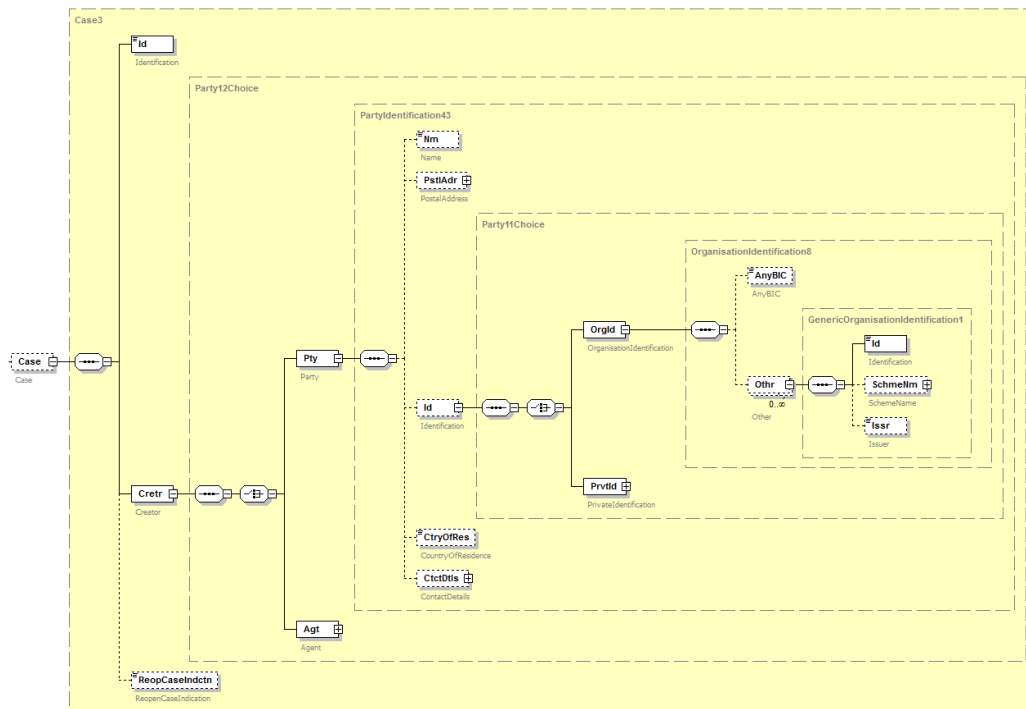 Case3
Id
Identification
Party12Choice
PartyIdentification43
Nm
Name
PstlAdr
PostalAddress
Party11Choice
OrganisationIdentification8
AnyBIC
AnyBIC
GenericOrganisationIdentification1
OrgId
OrganisationIdentification
Id
Identification
Case
Case
Pty
Party
Othr
0..∞
Other
SchmeNm
SchemeName
Id
Identification
Issr
Issuer
Cretr
Creator
PrvtId
PrivateIdentification
CtryOfRes
CountryOfResidence
CtctDtls
ContactDetails
Agt
Agent
ReopCaseIndctn
ReopenCaseIndication